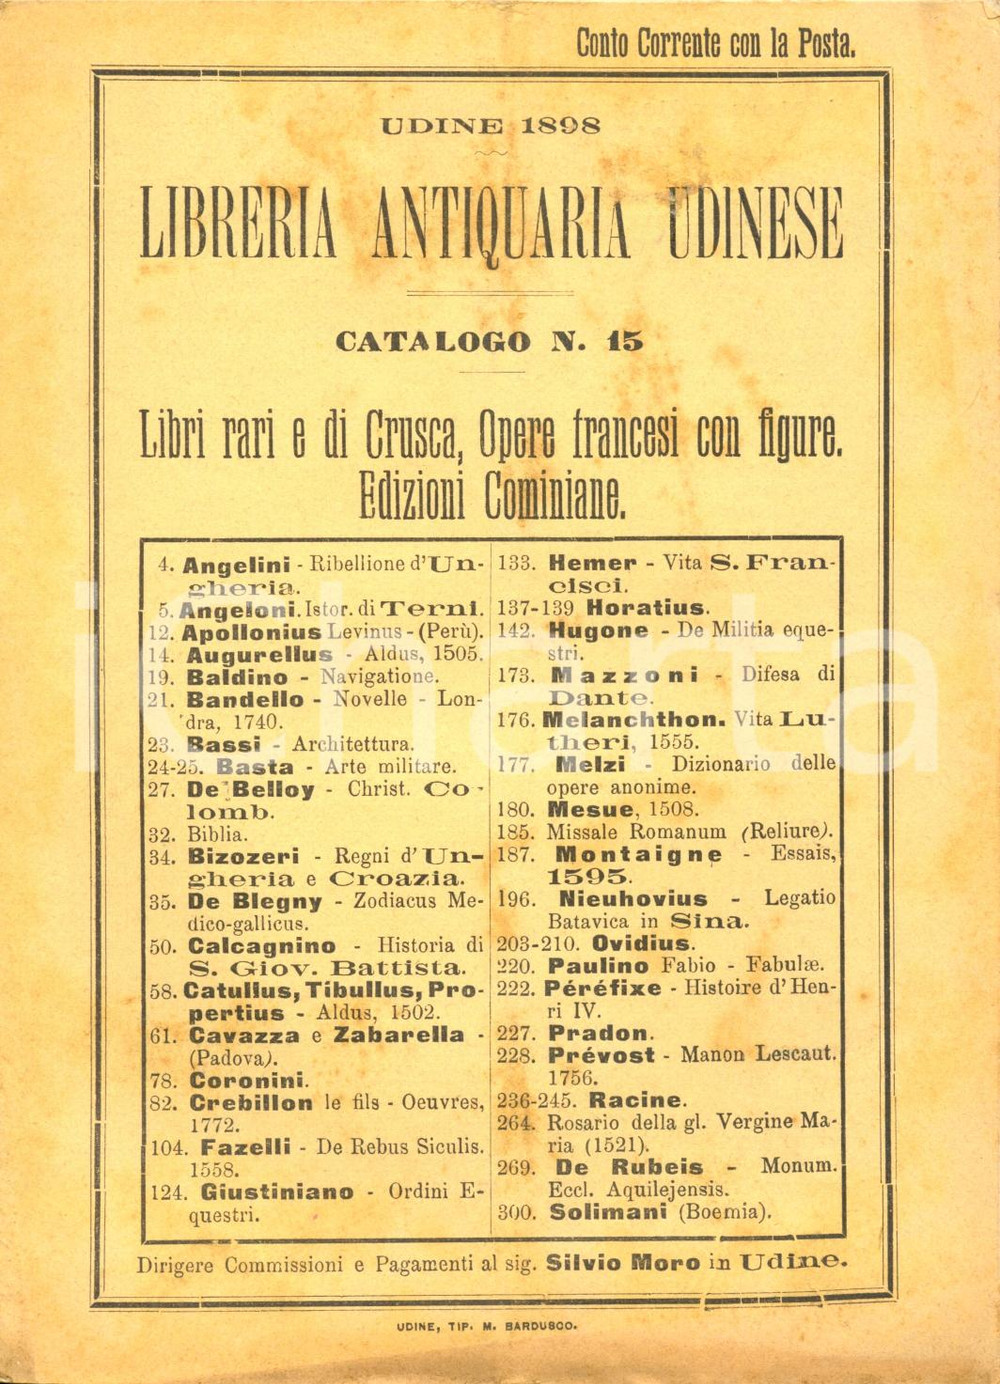 Conto Corrente con la Posta.
UDINE 1898
LIBRERIA ANTIQUARIA UDINESE
CATALOGO N. 15
Libri rari e di Crusca, Opere francesi con figure.
Edizioni Cominiane.
4. Angelini - Ribellione d'Un-
gheria.
5. Angeloni. Istor. di Terni.
12. Apollonius Levinus - (Perù).
14. Augurellus - Aldus, 1505.
19. Baldino - Navigatione.
21. Bandello - Novelle - Lon-
dra, 1740.
23. Bassi - Architettura.
24-25. Basta - Arte militare.
27. De Belloy - Christ. Co-
lomb.
32. Biblia.
34. Bizozeri - Regni d'Un-
gheria e Croazia.
35. De Blegny - Zodiacus Me-
dico-gallicus.
50. Calcagnino - Historia di
S. Giov. Battista.
58. Catullus, Tibullus, Pro-
pertius - Aldus, 1502.
61. Cavazza e Zabarella -
(Padova).
78. Coronini.
82. Crebillon le fils - Oeuvres,
1772.
104. Fazelli - De Rebus Siculis.
1558.
124. Giustiniano - Ordini E-
questri.
133. Hemer - Vita S. Fran-
cisci.
137-139 Horatius.
142. Hugone - De Militia eque-
stri.
173. Mazzoni - Difesa di
Dante.
176. Melanchthon. Vita Lu-
theri, 1555.
177. Melzi - Dizionario delle
opere anonime.
180. Mesue, 1508.
185. Missale Romanum (Reliure).
187. Montaigne - Essais,
1595.
196. Nieuhovius - Legatio
Batavica in Sina.
203-210. Ovidius.
220. Paulino Fabio - Fabulæ.
222. Péréfixe - Histoire d'Hen-
ri IV.
227. Pradon.
228. Prévost - Manon Lescaut.
1756.
236-245. Racine.
264. Rosario della gl. Vergine Ma-
ria (1521).
269. De Rubeis - Monum.
Eccl. Aquilejensis.
300. Solimani (Boemia).
Dirigere Commissioni e Pagamenti al sig. Silvio Moro in Udine.
UDINE, TIP. M. BARDUSCO.